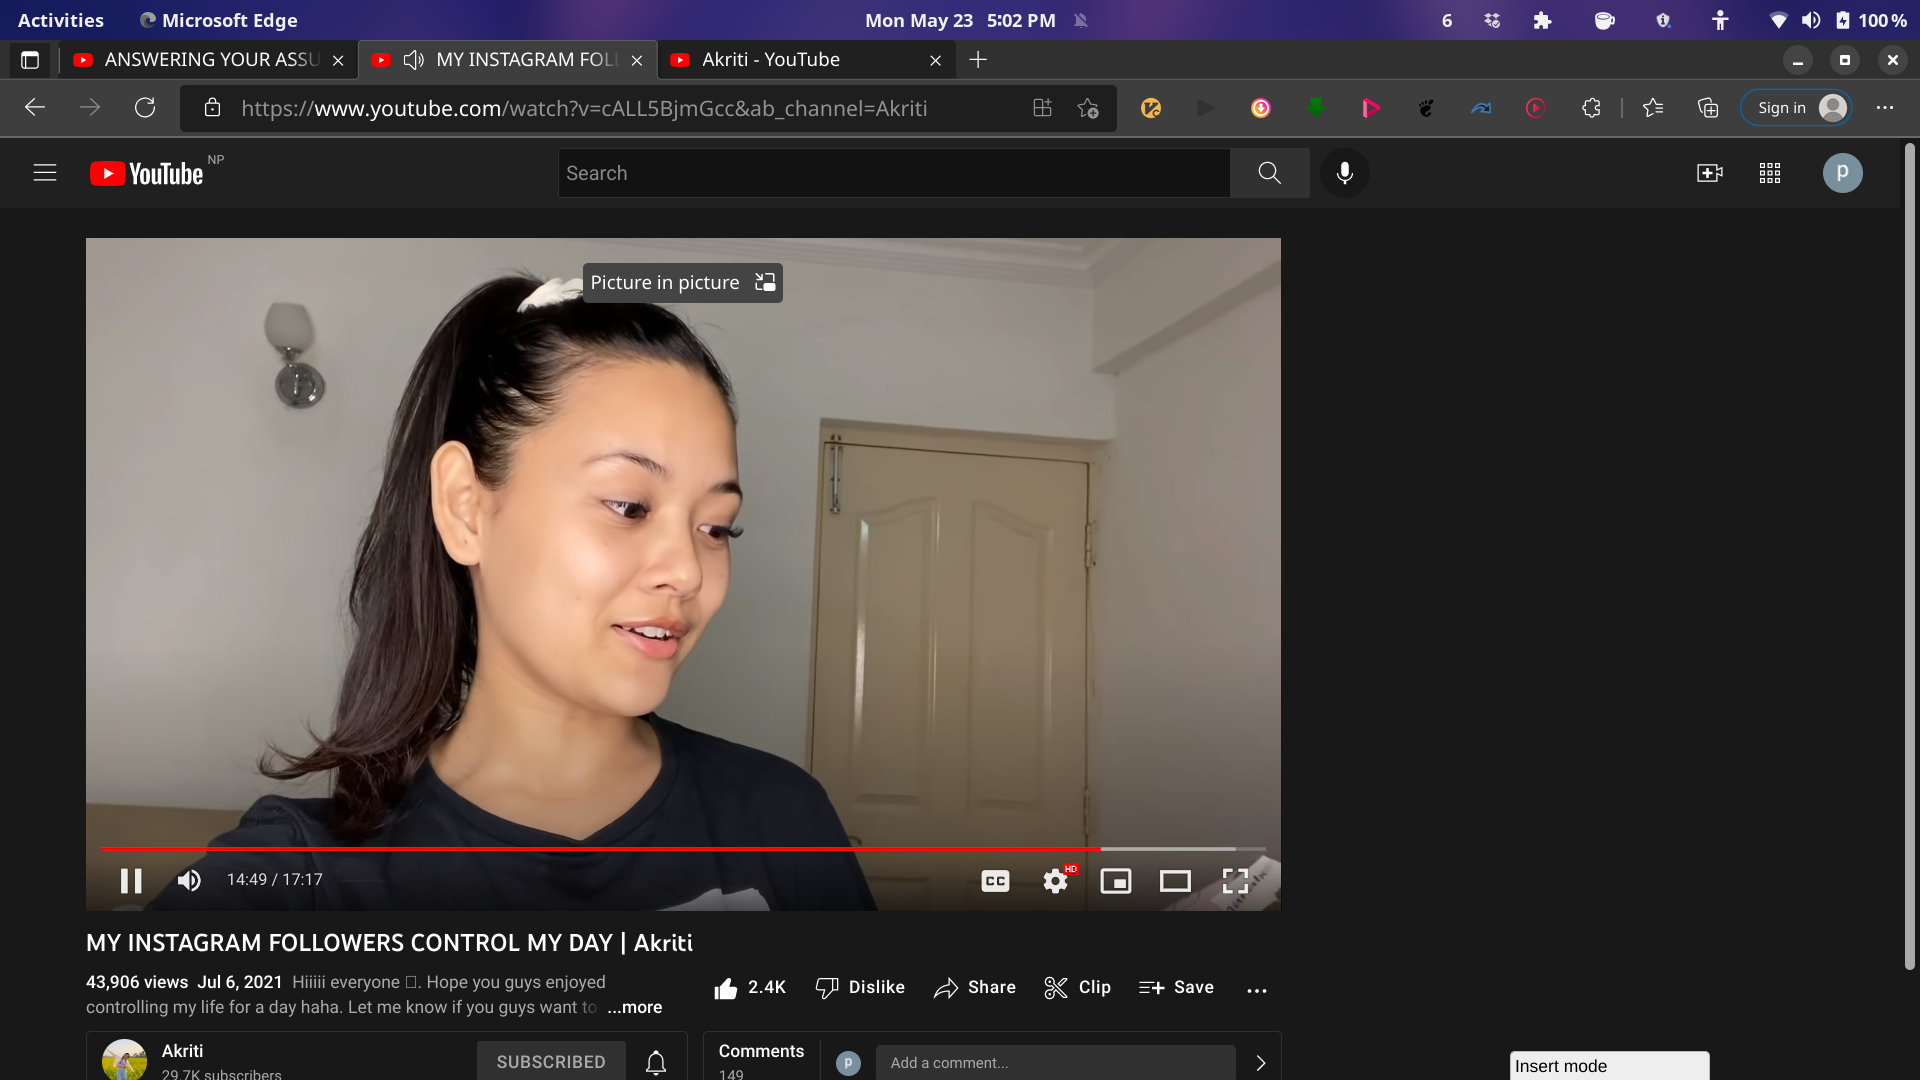 Activities Microsoft Edge Mon May 23 5:02 PM 6 100 %
ANSWERING YOUR ASSU MY INSTAGRAM FOLL Akriti - YouTube
https://www.youtube.com/watch?v=cALL5BjmGcc&ab_channel=Akriti Sign in
YouTube NP Search p
Picture in picture
14:49 / 17:17 CC HD
MY INSTAGRAM FOLLOWERS CONTROL MY DAY | Akriti
43,906 views Jul 6, 2021 Hiiiii everyone . Hope you guys enjoyed
controlling my life for a day haha. Let me know if you guys want to ...more
2.4K Dislike Share Clip Save ...
Akriti
29.7K subscribers
SUBSCRIBED
Comments
149
p Add a comment...
Insert mode